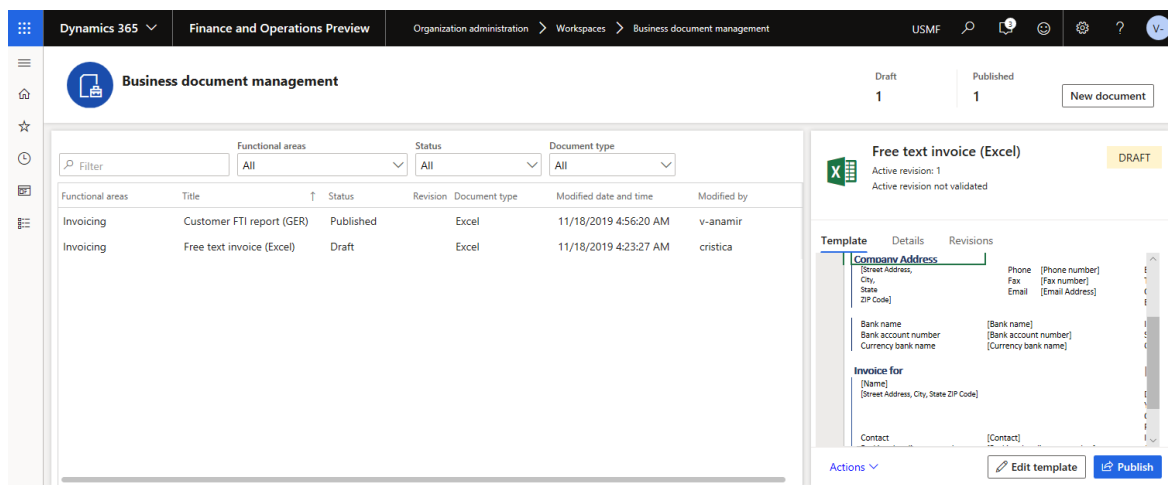 Dynamics 365 Finance and Operations Preview Organization administration Workspaces Business document management USMF 3 ? V-
Business document management
Draft Published
1 1 New document
Functional areas Status Document type
Filter All All All
Functional areas Title Status Revision Document type Modified date and time Modified by
Invoicing Customer FTI report (GER) Published Excel 11/18/2019 4:56:20 AM v-anamir
Invoicing Free text invoice (Excel) Draft Excel 11/18/2019 4:23:27 AM cristica
Free text invoice (Excel) DRAFT
Active revision: 1
Active revision not validated
Template Details Revisions
Company Address
[Street Address, Phone [Phone number]
City, Fax [Fax number]
State Email [Email Address]
ZIP Code]
Bank name [Bank name]
Bank account number [Bank account number]
Currency bank name [Currency bank name]
Invoice for
[Name]
[Street Address, City, State ZIP Code]
Contact [Contact]
Actions Edit template Publish